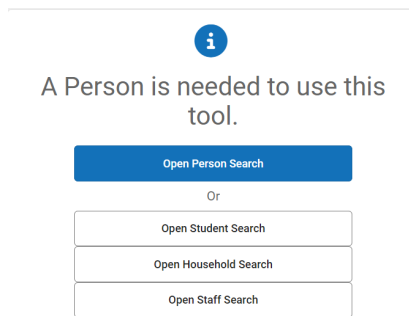 A Person is needed to use this
tool.
Open Person Search
Or
Open Student Search
Open Household Search
Open Staff Search